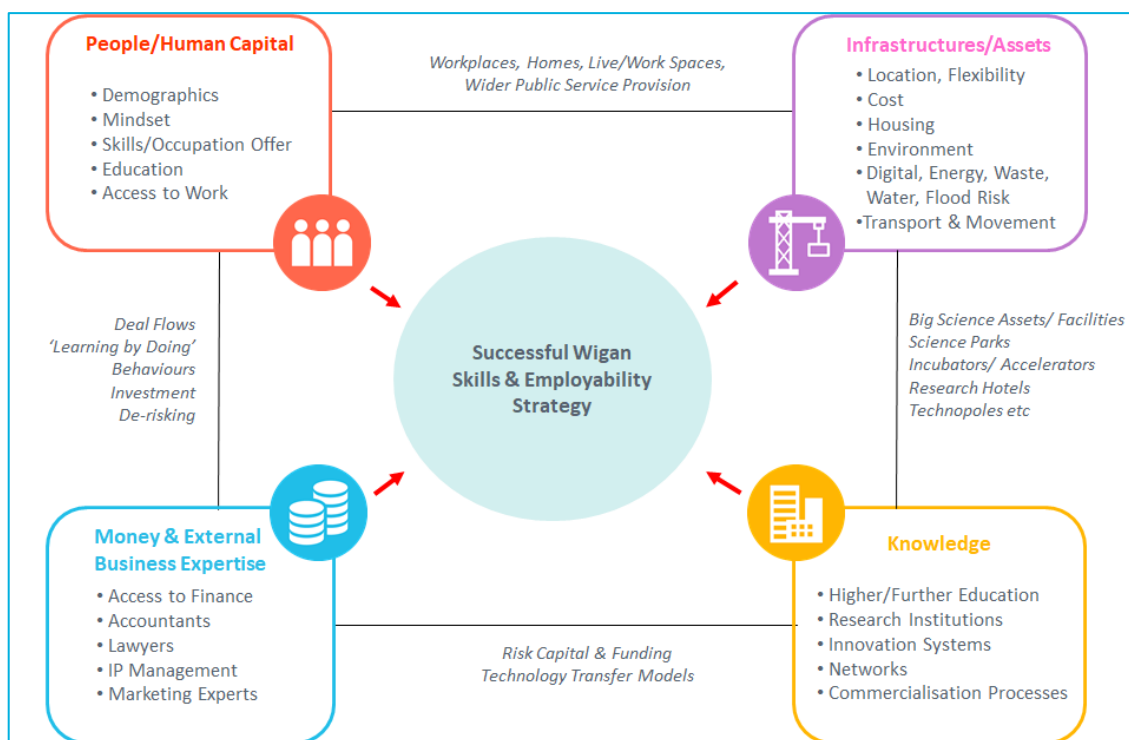 People/Human Capital
• Demographics
• Mindset
• Skills/Occupation Offer
• Education
• Access to Work
Workplaces, Homes, Live/Work Spaces,
Wider Public Service Provision
Infrastructures/Assets
• Location, Flexibility
• Cost
• Housing
• Environment
• Digital, Energy, Waste,
Water, Flood Risk
•Transport & Movement
Deal Flows
‘Learning by Doing’
Behaviours
Investment
De-risking
Successful Wigan
Skills & Employability
Strategy
Big Science Assets/ Facilities
Science Parks
Incubators/ Accelerators
Research Hotels
Technopoles etc
Money & External
Business Expertise
• Access to Finance
• Accountants
• Lawyers
• IP Management
• Marketing Experts
Risk Capital & Funding
Technology Transfer Models
Knowledge
• Higher/Further Education
• Research Institutions
• Innovation Systems
• Networks
• Commercialisation Processes